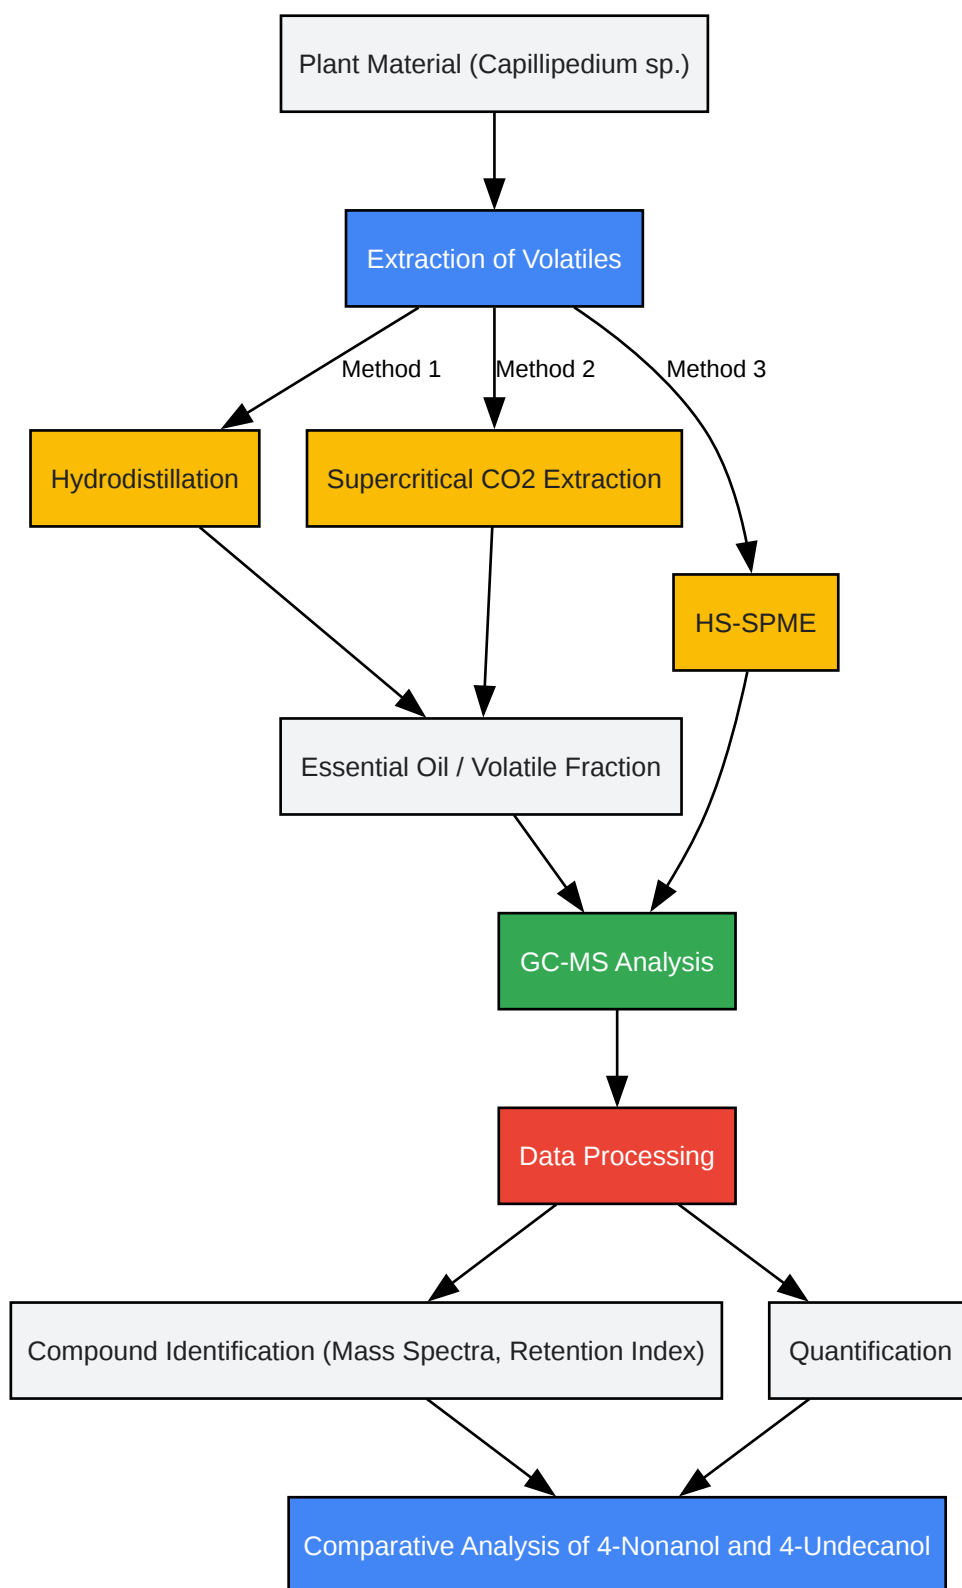 Plant Material (Capillipedium sp.)
Extraction of Volatiles
Method 1
Method 2
Method 3
Hydrodistillation
Supercritical CO2 Extraction
HS-SPME
Essential Oil / Volatile Fraction
GC-MS Analysis
Data Processing
Compound Identification (Mass Spectra, Retention Index)
Quantification
Comparative Analysis of 4-Nonanol and 4-Undecanol